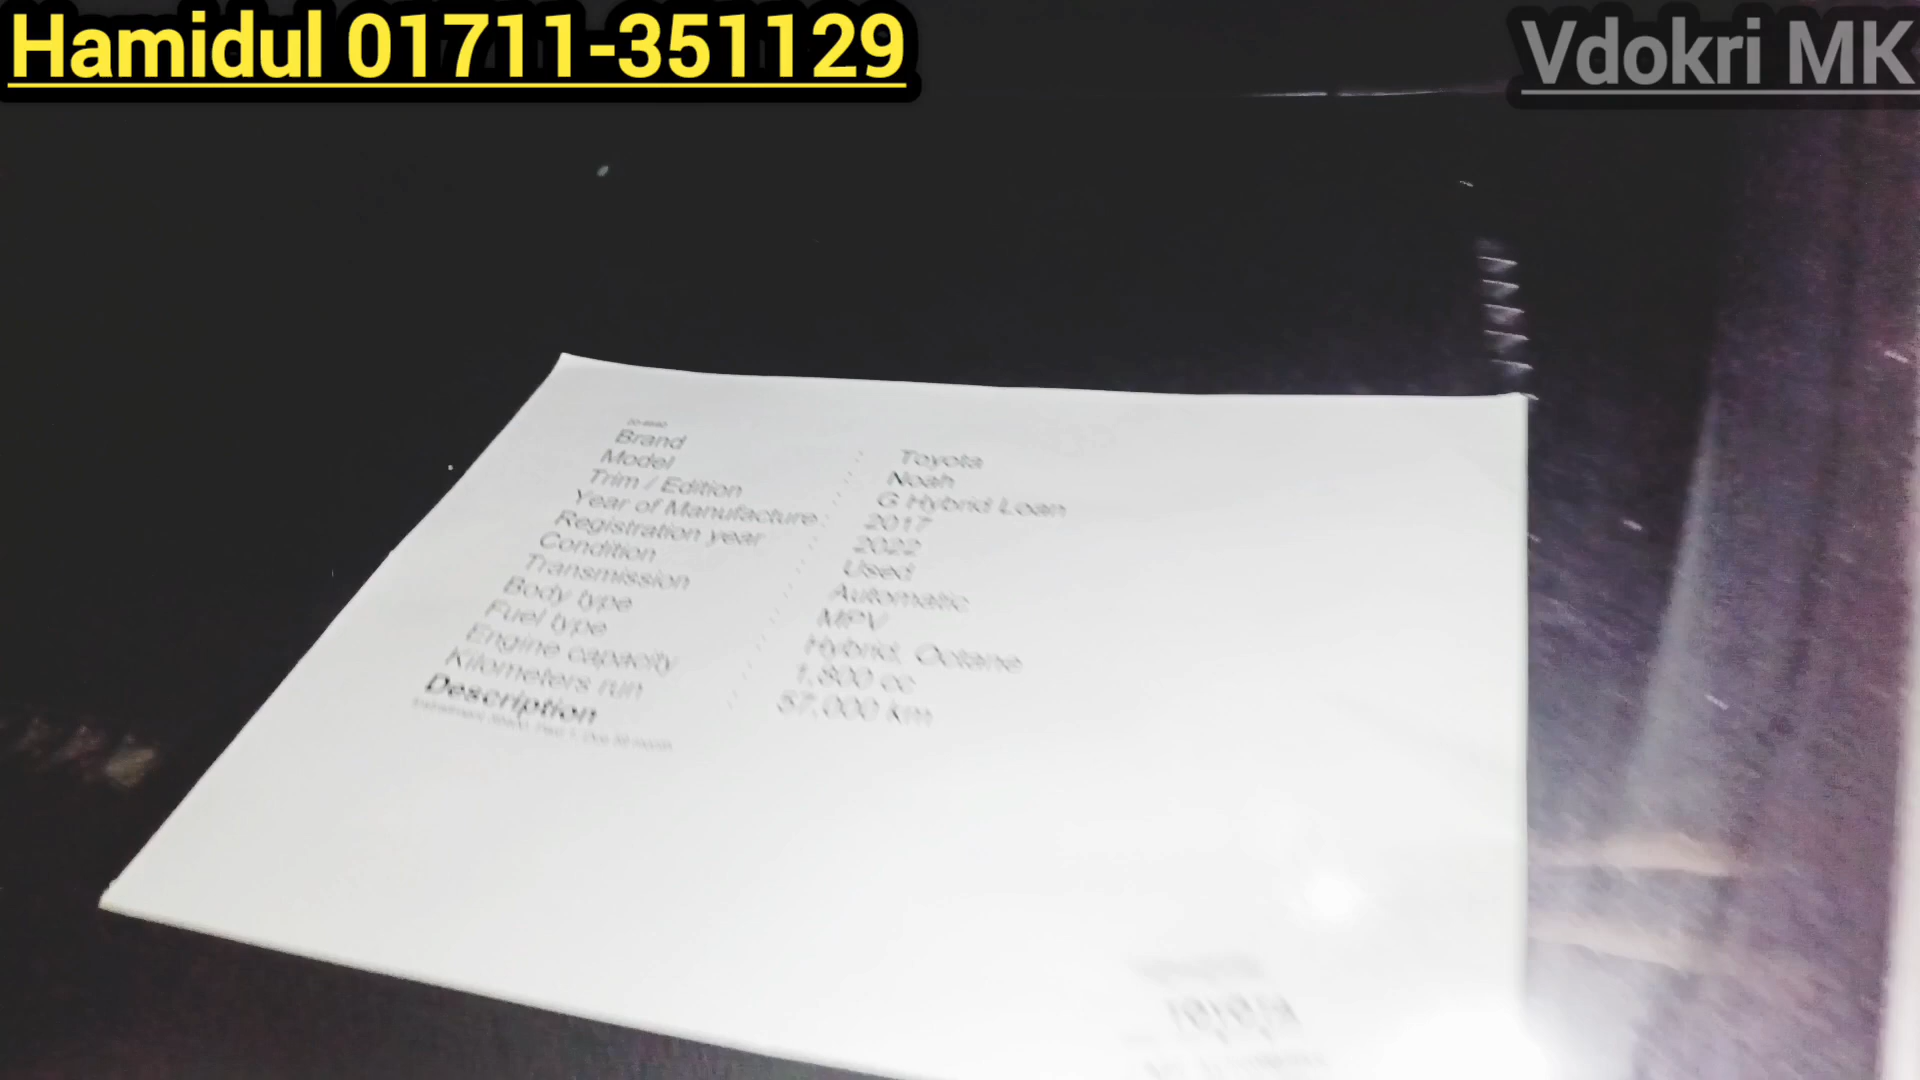 Hamidul 01711-351129
Vdokri MK
Brand Toyota
Model Noah
Trim / Edition G Hybrid Loan
Year of Manufacture 2017
Registration year 2022
Condition Used
Transmission Automatic
Body type MPV
Fuel type Hybrid, Octane
Engine capacity 1,800 cc
Kilometers run 57,000 km
Description